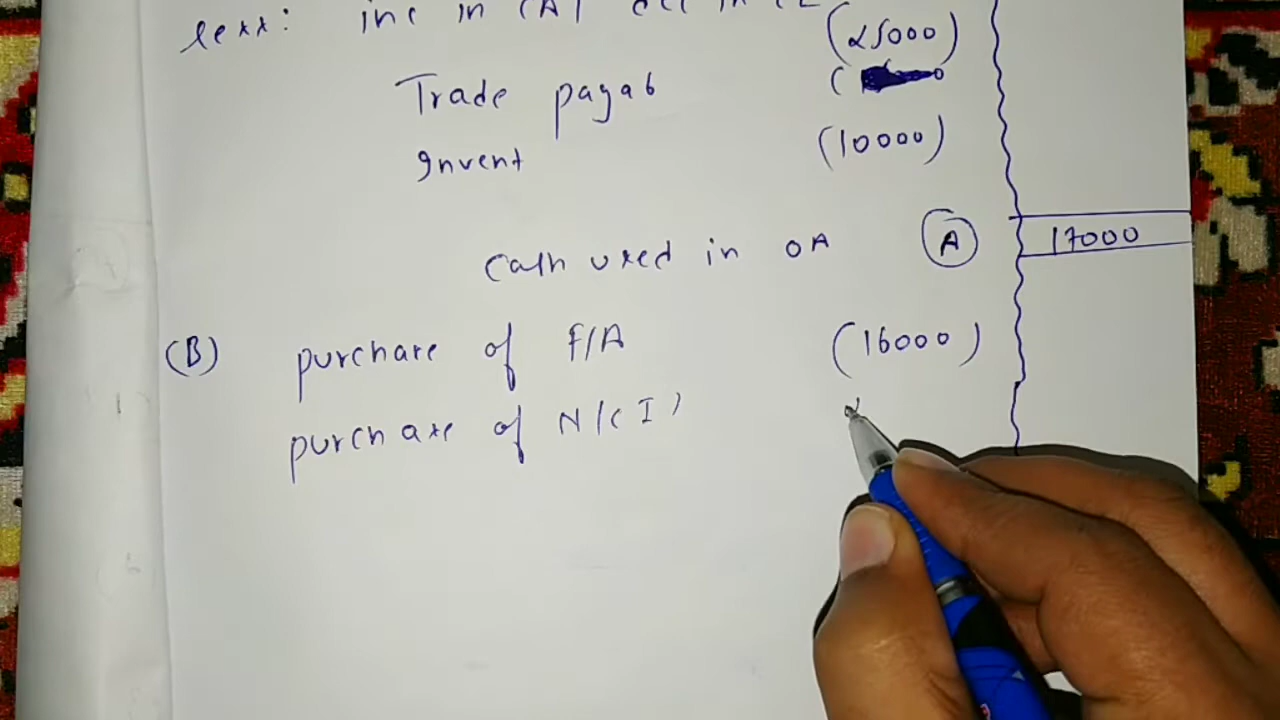 less: inc in CA / dec in CL
(25000)
Trade payab (
Invent (10000)
Cash used in OA (A) 17000
(B) purchase of F/A (16000)
purchase of N/C I)